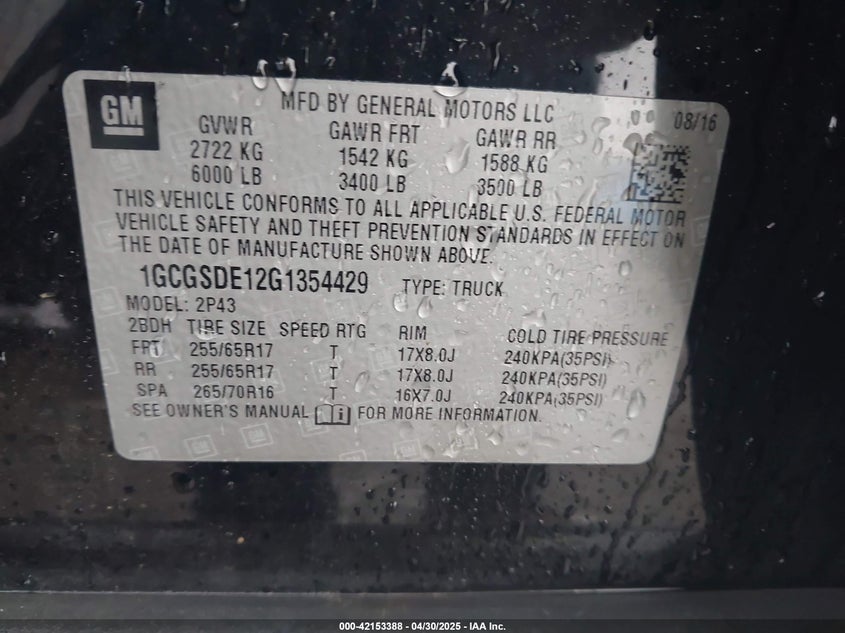 GM
MFD BY GENERAL MOTORS LLC 08/16
GVWR GAWR FRT GAWR RR
2722 KG 1542 KG 1588 KG
6000 LB 3400 LB 3500 LB
THIS VEHICLE CONFORMS TO ALL APPLICABLE U.S. FEDERAL MOTOR
VEHICLE SAFETY AND THEFT PREVENTION STANDARDS IN EFFECT ON
THE DATE OF MANUFACTURE SHOWN ABOVE.
1GCGSDE12G1354429 TYPE: TRUCK
MODEL: 2P43
2BDH TIRE SIZE SPEED RTG RIM COLD TIRE PRESSURE
FRT 255/65R17 T 17X8.0J 240KPA(35PSI)
RR 255/65R17 T 17X8.0J 240KPA(35PSI)
SPA 265/70R16 T 16X7.0J 240KPA(35PSI)
SEE OWNER'S MANUAL FOR MORE INFORMATION.
000-42153388 - 04/30/2025 - IAA Inc.